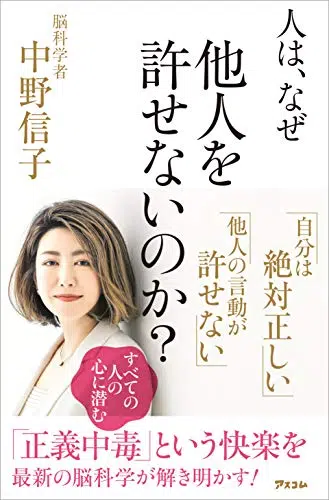 人は、なぜ
他人を
許せないのか?
脳科学者
中野信子
「自分は
絶対正しい」
「他人の言動が
許せない」
すべての
人の
心に潜む
「正義中毒」という快楽を
最新の脳科学が解き明かす!
アスコム